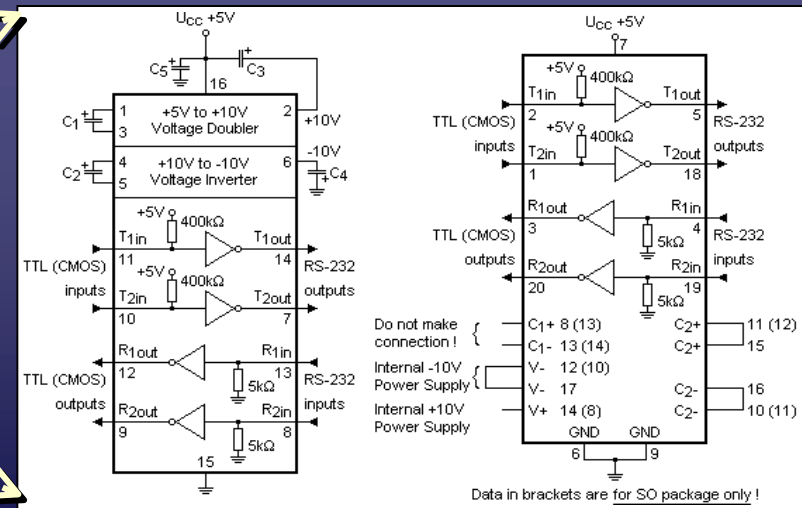 UCC +5V
C5
+
+
C3
16
C1
+
1
3
+5V to +10V
Voltage Doubler
2
+10V
C2
+
4
5
+10V to -10V
Voltage Inverter
6
-10V
+
C4
+5V
400kΩ
T1in
11
T1out
14
+5V
400kΩ
TTL (CMOS)
inputs
RS-232
outputs
T2in
10
T2out
7
R1out
12
R1in
13
5kΩ
TTL (CMOS)
outputs
RS-232
inputs
R2out
9
R2in
8
5kΩ
15
UCC +5V
7
+5V
400kΩ
T1in
2
T1out
5
TTL (CMOS)
inputs
+5V
400kΩ
RS-232
outputs
T2in
1
T2out
18
R1out
3
R1in
4
TTL (CMOS)
outputs
5kΩ
RS-232
inputs
R2out
20
R2in
19
5kΩ
Do not make
connection !
{
C1+ 8 (13)
C1- 13 (14)
C2+
11 (12)
C2+
15
Internal -10V
Power Supply
{
V- 12 (10)
V- 17
C2-
16
C2-
10 (11)
Internal +10V
Power Supply
V+ 14 (8)
GND GND
6 9
Data in brackets are for SO package only !